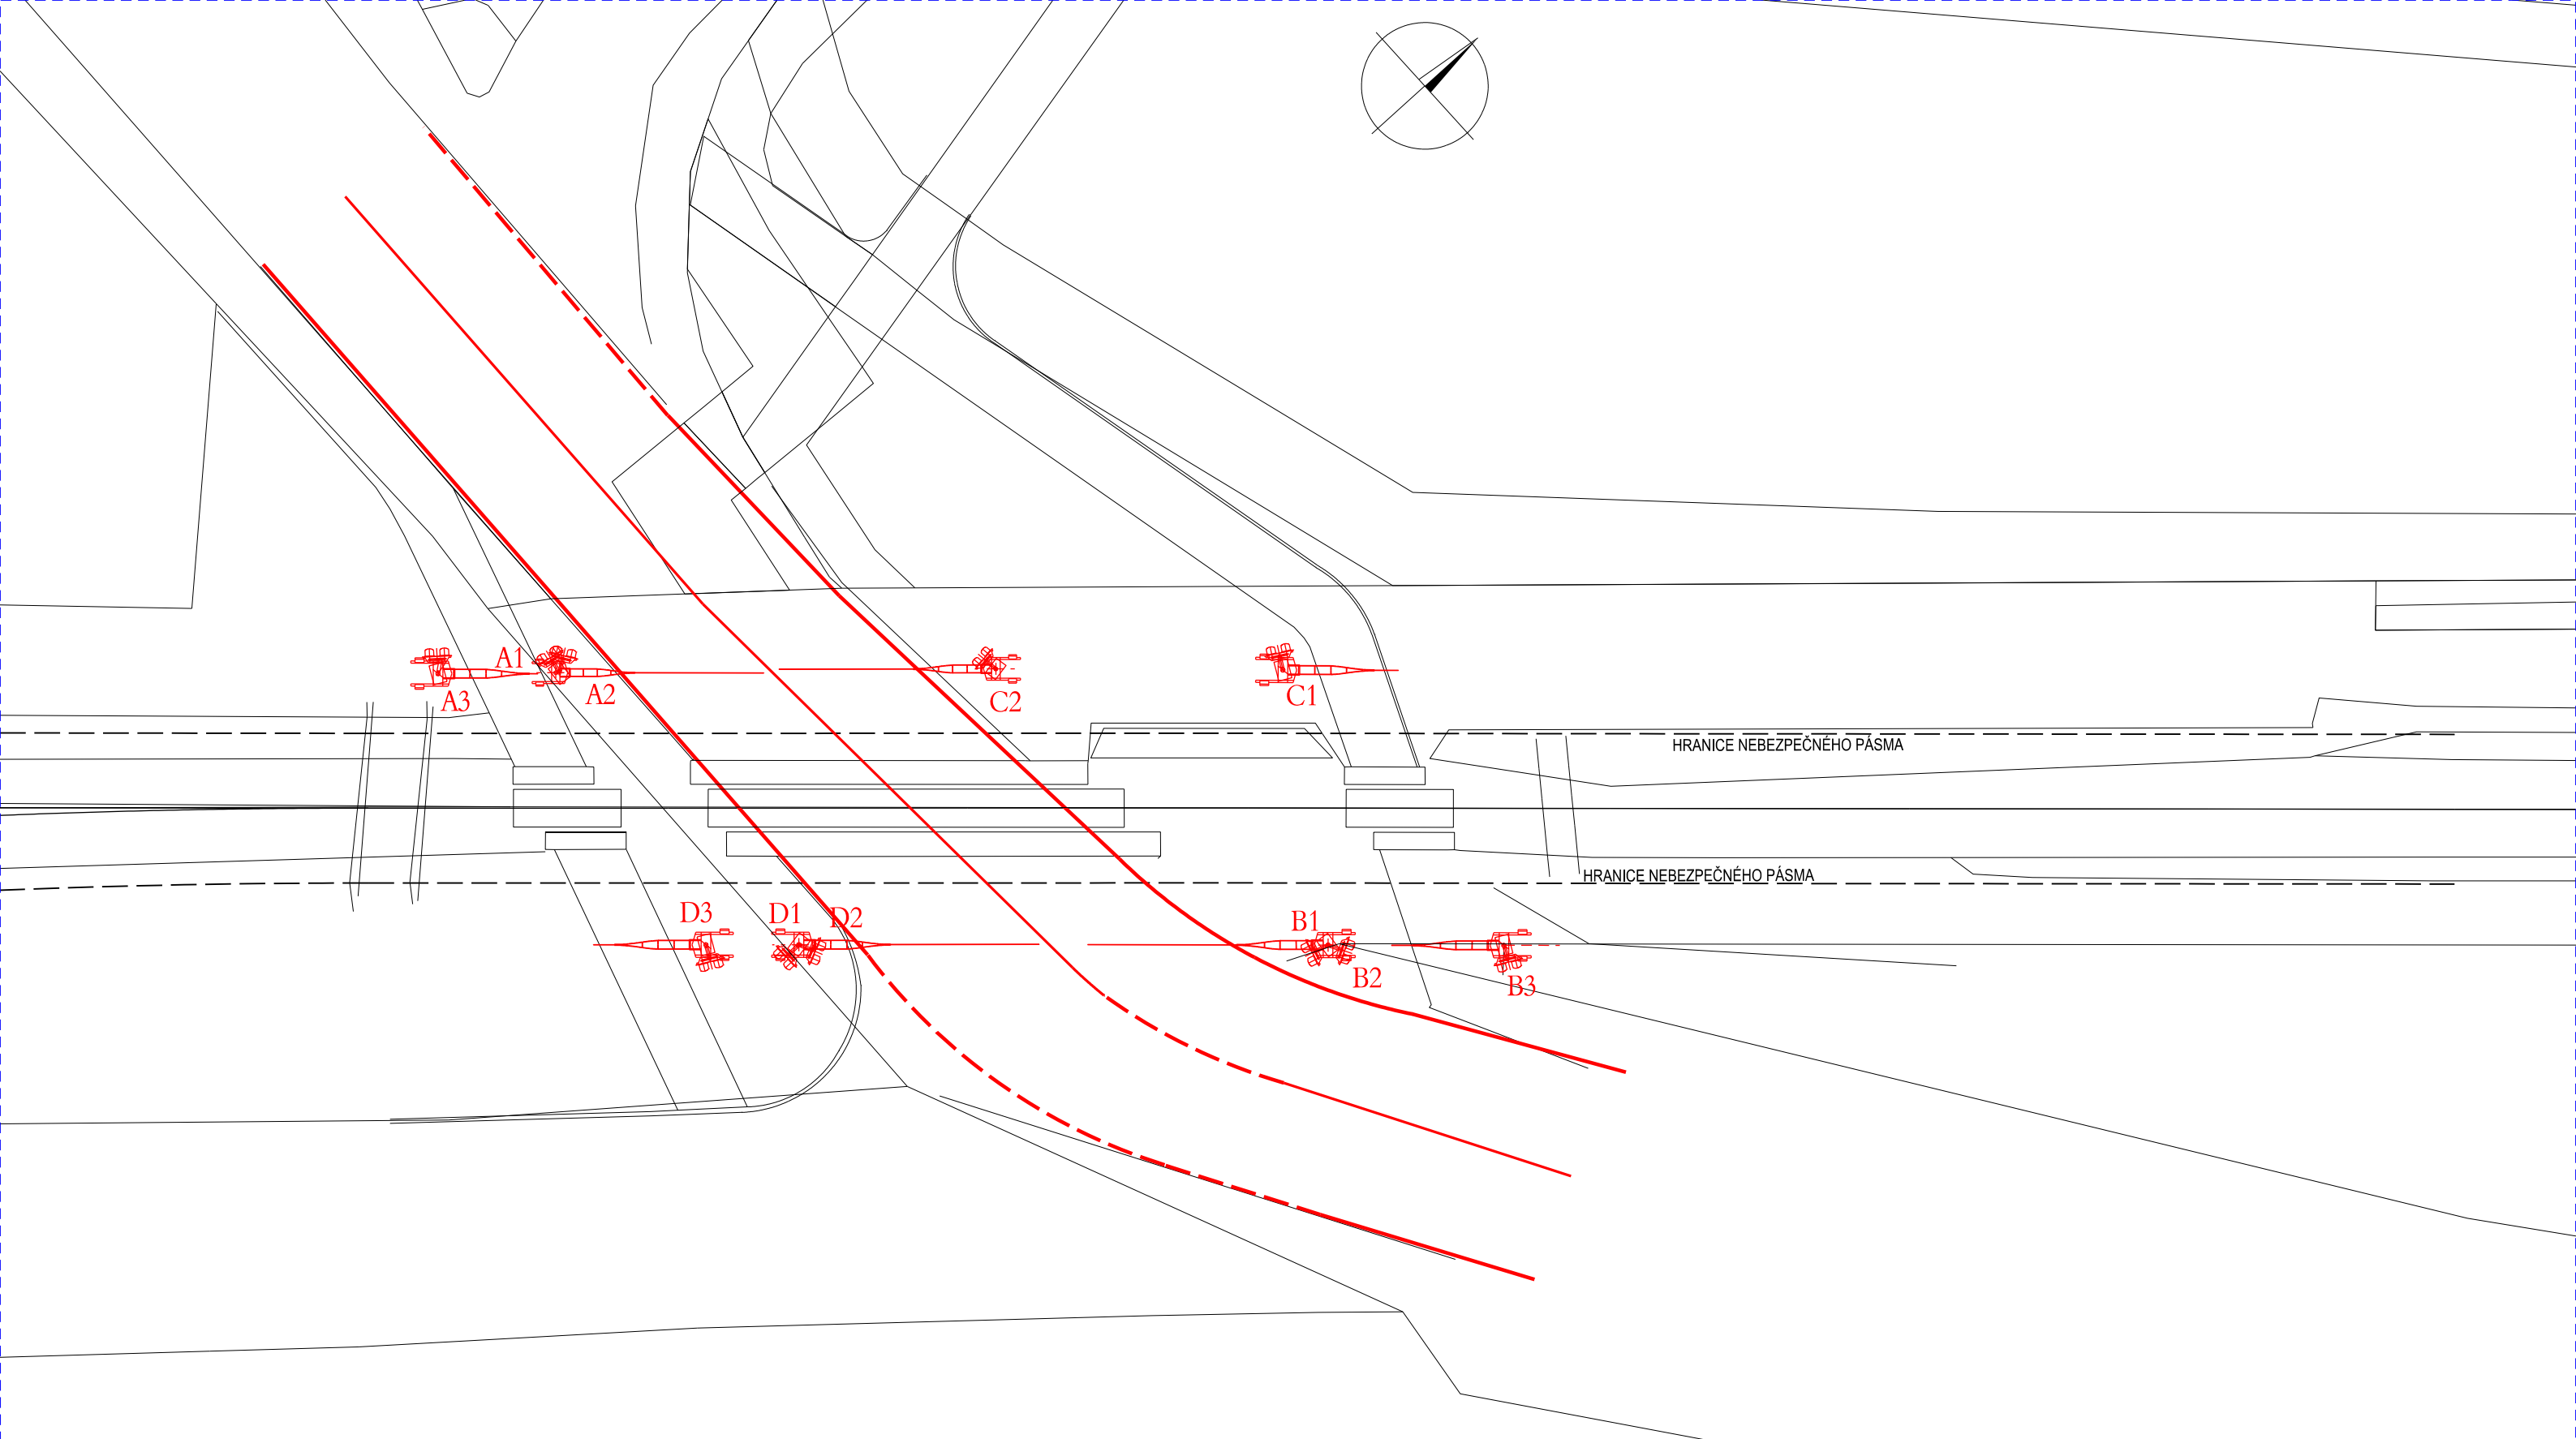 A1
A2
A3
C2
C1
HRANICE NEBEZPEČNÉHO PÁSMA
HRANICE NEBEZPEČNÉHO PÁSMA
D3
D1
D2
B1
B2
B3